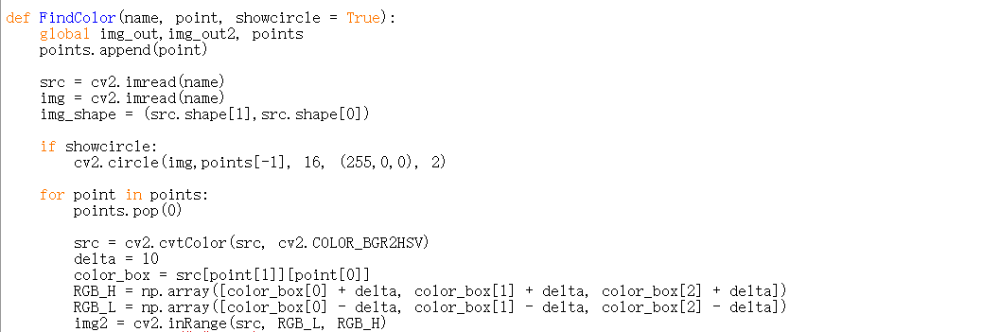 def FindColor(name, point, showcircle = True):
    global img_out,img_out2, points
    points.append(point)

    src = cv2.imread(name)
    img = cv2.imread(name)
    img_shape = (src.shape[1],src.shape[0])

    if showcircle:
        cv2.circle(img,points[-1], 16, (255,0,0), 2)

    for point in points:
        points.pop(0)

        src = cv2.cvtColor(src, cv2.COLOR_BGR2HSV)
        delta = 10
        color_box = src[point[1]][point[0]]
        RGB_H = np.array([color_box[0] + delta, color_box[1] + delta, color_box[2] + delta])
        RGB_L = np.array([color_box[0] - delta, color_box[1] - delta, color_box[2] - delta])
        img2 = cv2.inRange(src, RGB_L, RGB_H)